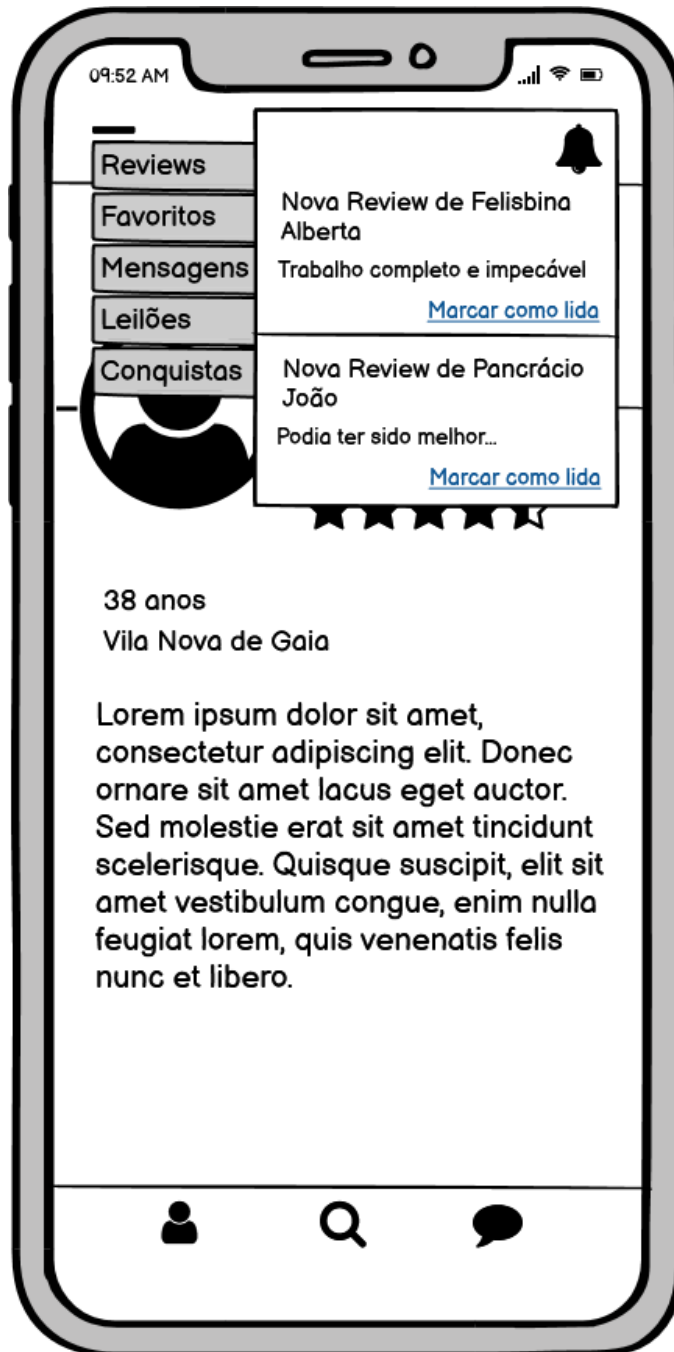 09:52 AM
Reviews
Favoritos
Mensagens
Leilões
Conquistas
Nova Review de Felisbina
Alberta
Trabalho completo e impecável
Marcar como lida
Nova Review de Pancrácio
João
Podia ter sido melhor...
Marcar como lida
38 anos
Vila Nova de Gaia
Lorem ipsum dolor sit amet,
consectetur adipiscing elit. Donec
ornare sit amet lacus eget auctor.
Sed molestie erat sit amet tincidunt
scelerisque. Quisque suscipit, elit sit
amet vestibulum congue, enim nulla
feugiat lorem, quis venenatis felis
nunc et libero.